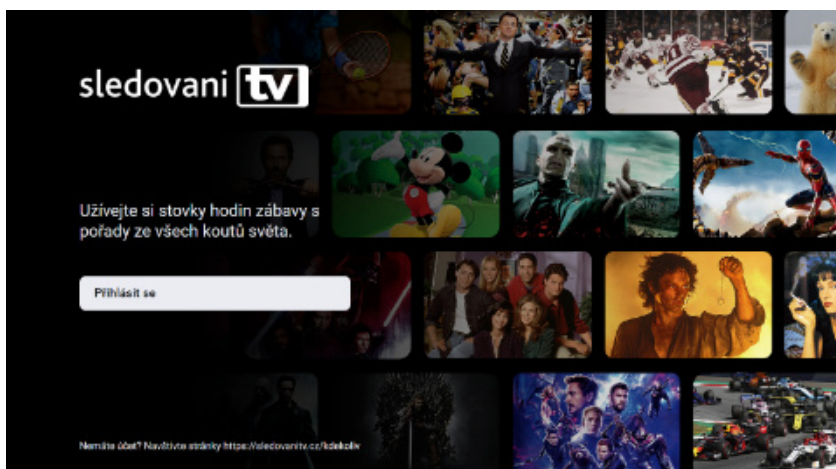 sledovani tv
Užívejte si stovky hodin zábavy s
pořady ze všech koutů světa.
Přihlásit se
Nemáte účet? Navštivte stránky https://sledovanitv.cz/kdekoliv